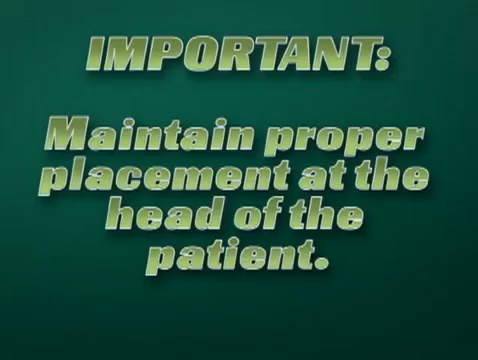 IMPORTANT:
Maintain proper
placement at the
head of the
patient.